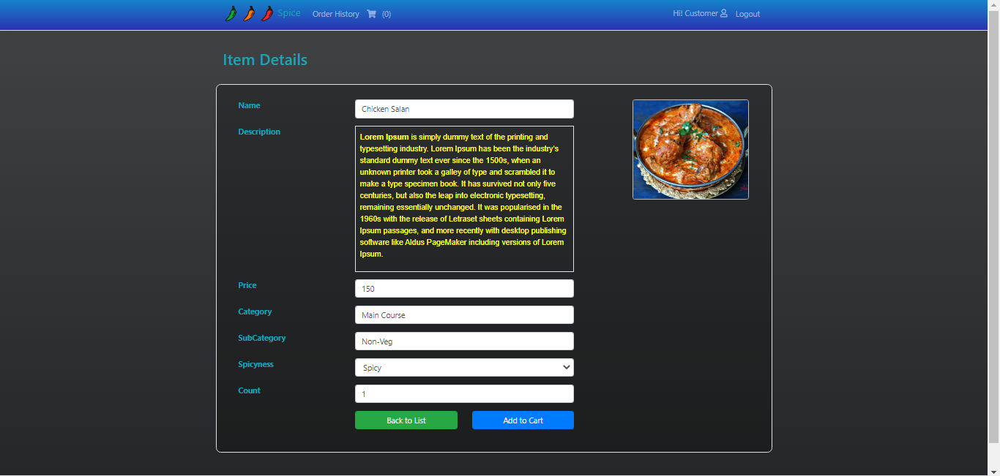 Spice Order History (0) Hi! Customer Logout
Item Details
Name Chicken Salan
Description
Lorem Ipsum is simply dummy text of the printing and
typesetting industry. Lorem Ipsum has been the industry's
standard dummy text ever since the 1500s, when an
unknown printer took a galley of type and scrambled it to
make a type specimen book. It has survived not only five
centuries, but also the leap into electronic typesetting,
remaining essentially unchanged. It was popularised in the
1960s with the release of Letraset sheets containing Lorem
Ipsum passages, and more recently with desktop publishing
software like Aldus PageMaker including versions of Lorem
Ipsum.
Price 150
Category Main Course
SubCategory Non-Veg
Spicyness Spicy
Count 1
Back to List Add to Cart